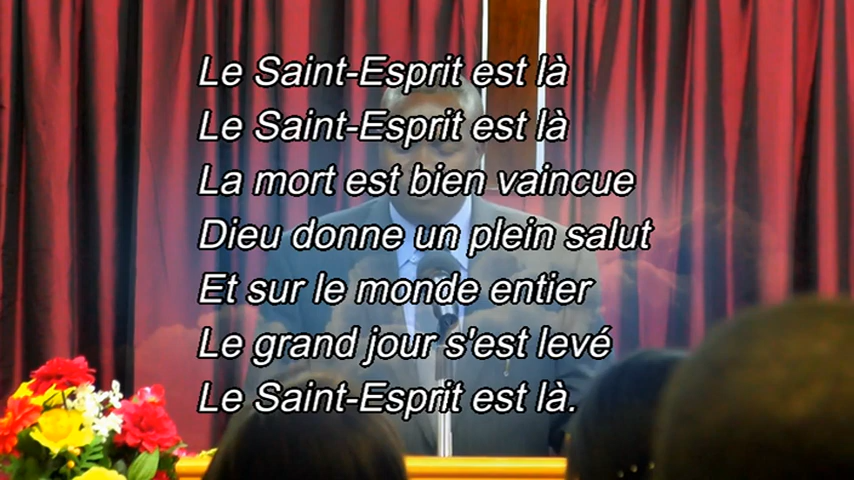 Le Saint-Esprit est là
Le Saint-Esprit est là
La mort est bien vaincue
Dieu donne un plein salut
Et sur le monde entier
Le grand jour s'est levé
Le Saint-Esprit est là.